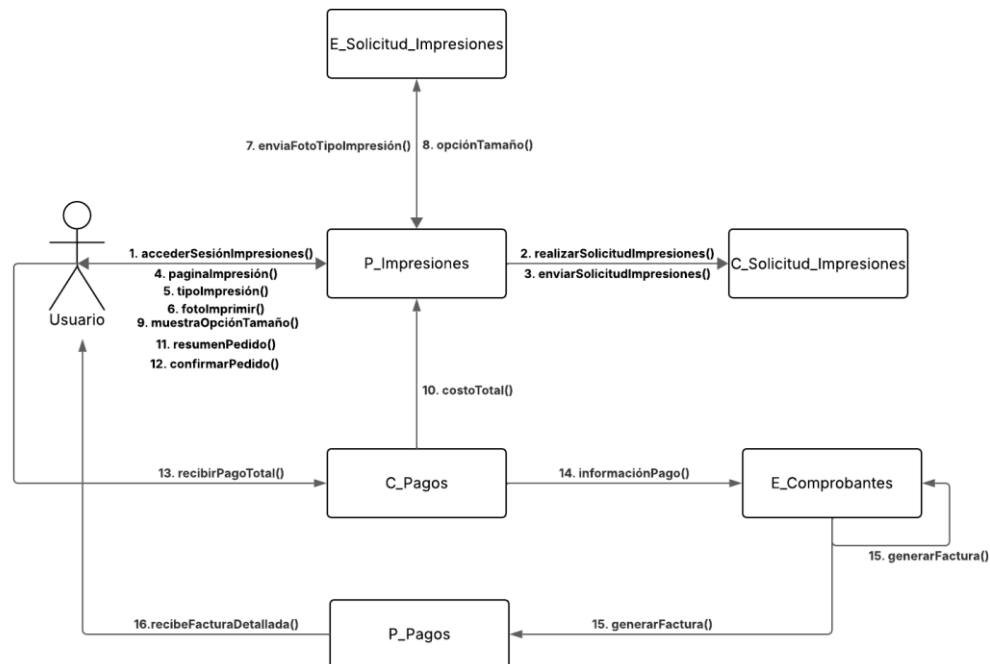 E_Solicitud_Impresiones
7. enviaFotoTipoImpresión()
8. opciónTamaño()
1. accederSesiónImpresiones()
P_Impresiones
2. realizarSolicitudImpresiones()
3. enviarSolicitudImpresiones()
C_Solicitud_Impresiones
4. paginaImpresión()
5. tipoImpresión()
6. fotoImprimir()
9. muestraOpciónTamaño()
Usuario
11. resumenPedido()
12. confirmarPedido()
10. costoTotal()
13. recibirPagoTotal()
C_Pagos
14. informaciónPago()
E_Comprobantes
15. generarFactura()
16.recibeFacturaDetallada()
P_Pagos
15. generarFactura()